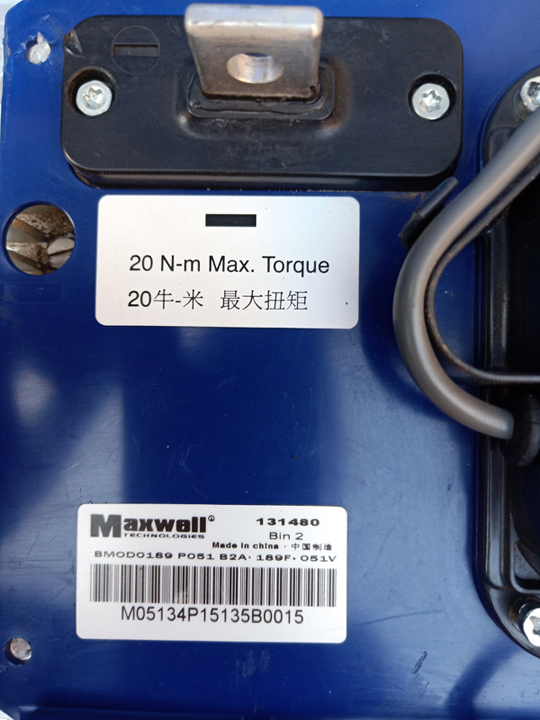 20 N-m Max. Torque
20牛-米 最大扭矩
Maxwell®
TECHNOLOGIES
131480
Bin 2
Made in china · 中国制造
BMOD0189 P051 B2A· 189F· 051V
M05134P15135B0015